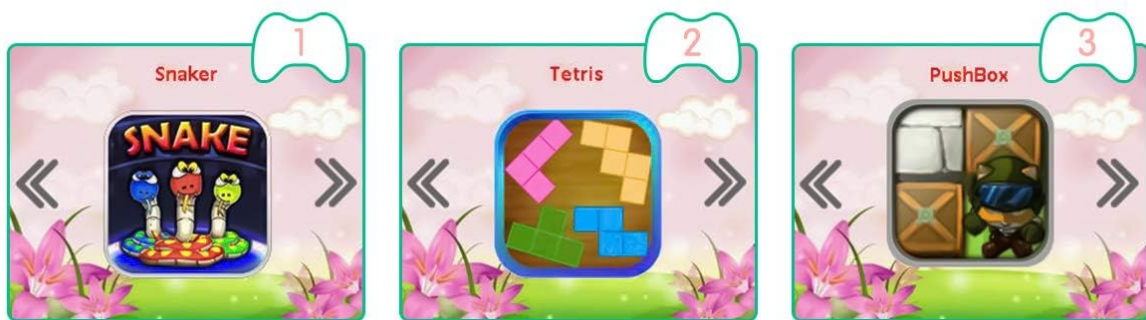 1
Snaker
SNAKE
2
Tetris
3
PushBox